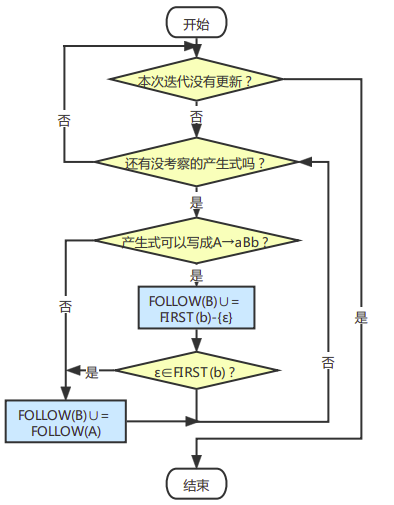 开始
本次迭代没有更新？
否
否
还有没考察的产生式吗？
是
产生式可以写成A→aBb？
是
否
是
FOLLOW(B)∪=
FIRST(b)-{ε}
否
ε∈FIRST(b)？
是
FOLLOW(B)∪=
FOLLOW(A)
结束